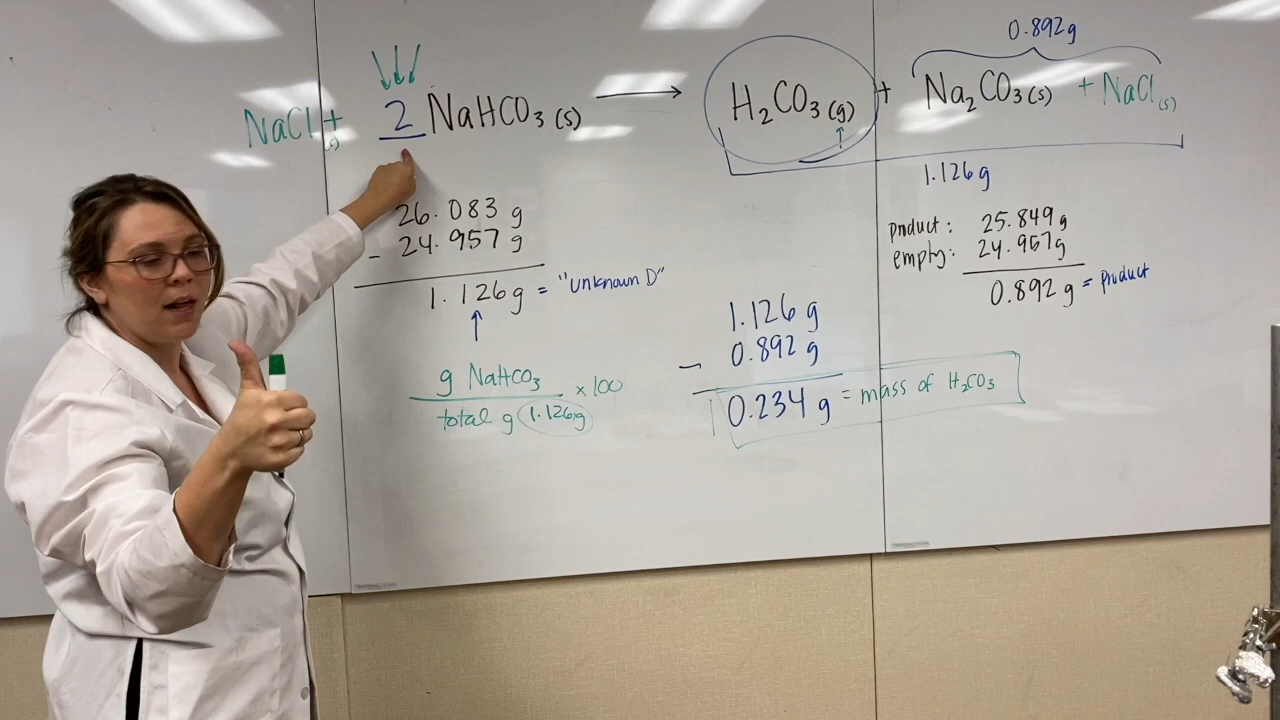 0.892g
NaCl(s) + 2 NaHCO3 (s) → H2CO3 (g) + Na2CO3 (s) + NaCl(s)
1.126 g
26.083 g
- 24.957 g
1.126 g = "Unknown D"
g NaHCO3
total g 1.126g
× 100
product: 25.849 g
empty: 24.957g
0.892 g = product
1.126 g
- 0.892 g
0.234 g = mass of H2CO3